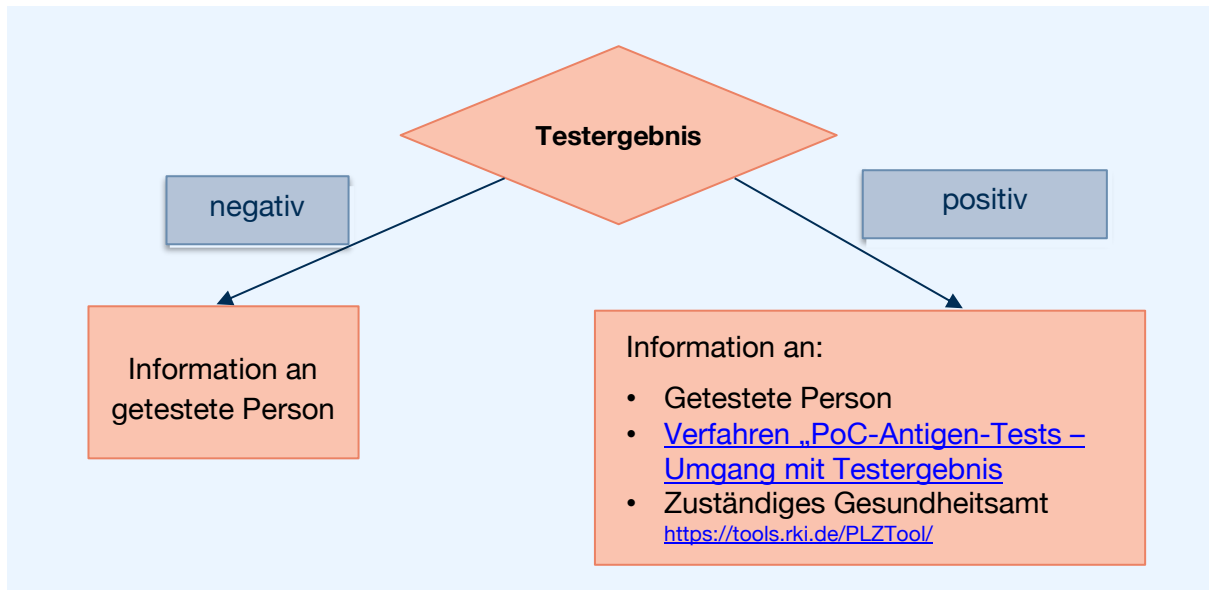 Testergebnis
negativ
positiv
Information an
getestete Person
Information an:
• Getestete Person
• Verfahren „PoC-Antigen-Tests –
Umgang mit Testergebnis
• Zuständiges Gesundheitsamt
https://tools.rki.de/PLZTool/